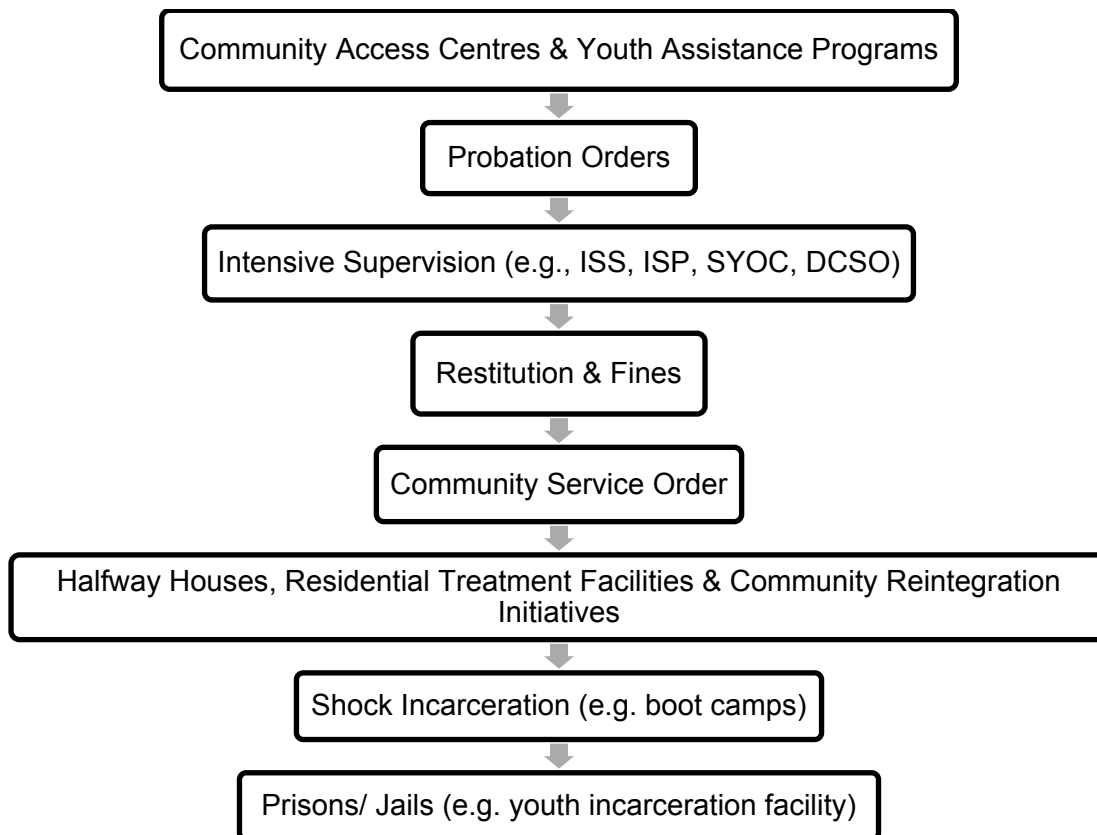 Community Access Centres & Youth Assistance Programs
Probation Orders
Intensive Supervision (e.g., ISS, ISP, SYOC, DCSO)
Restitution & Fines
Community Service Order
Halfway Houses, Residential Treatment Facilities & Community Reintegration
Initiatives
Shock Incarceration (e.g. boot camps)
Prisons/ Jails (e.g. youth incarceration facility)